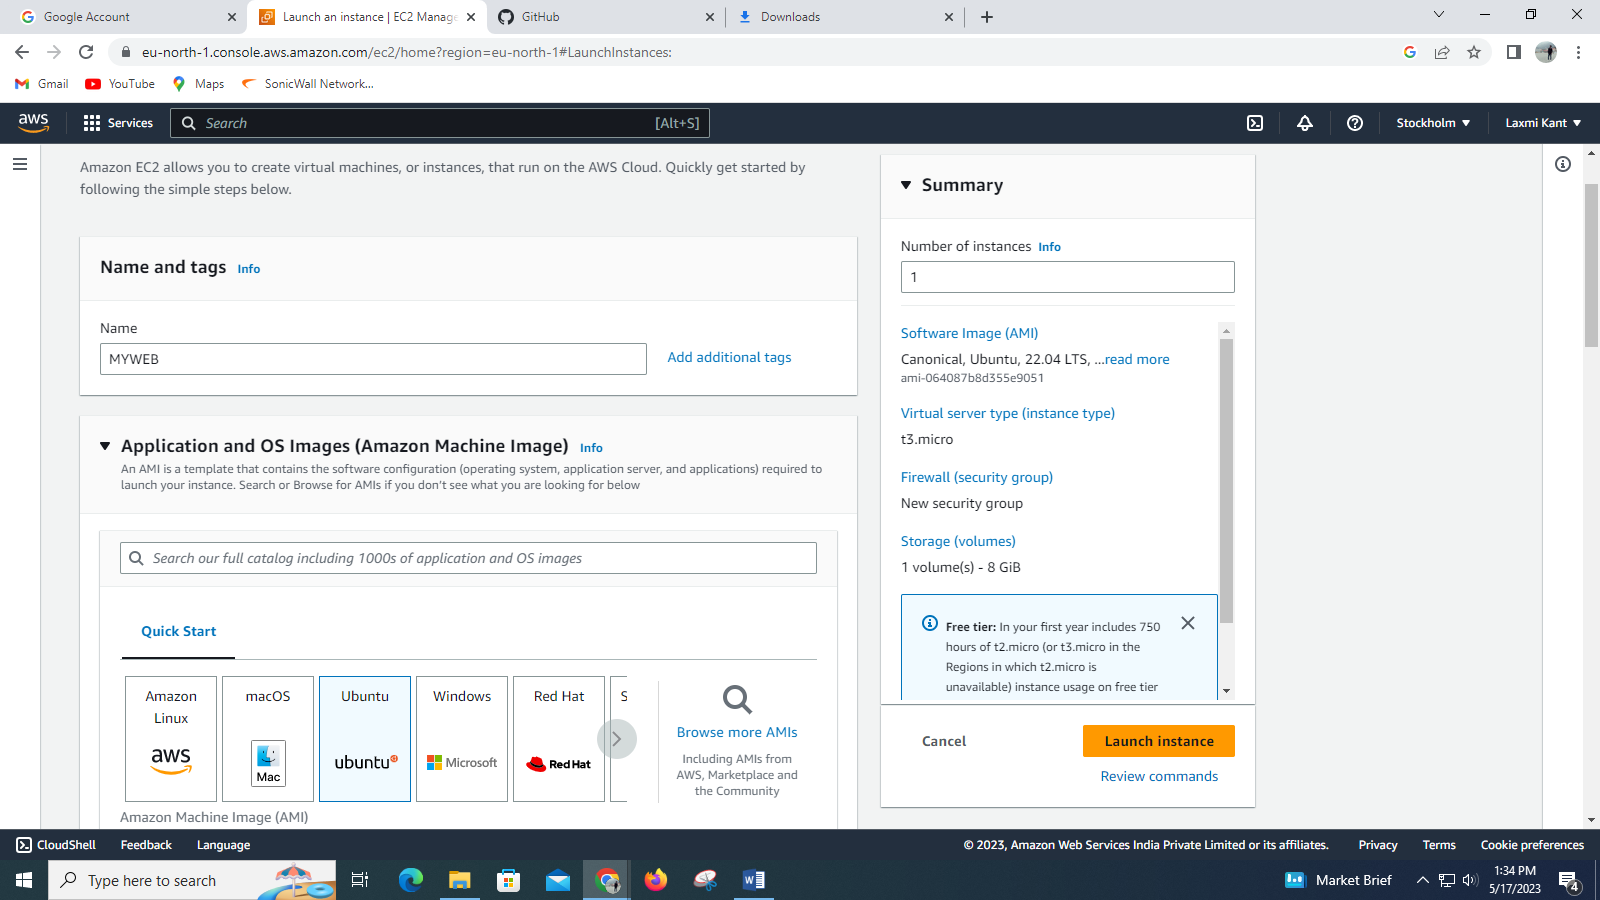 Google Account
Launch an instance | EC2 Manage
GitHub
Downloads
eu-north-1.console.aws.amazon.com/ec2/home?region=eu-north-1#LaunchInstances:
Gmail
YouTube
Maps
SonicWall Network...
aws
Services
Search
[Alt+S]
Stockholm
Laxmi Kant
Amazon EC2 allows you to create virtual machines, or instances, that run on the AWS Cloud. Quickly get started by
following the simple steps below.
Name and tags Info
Name
MYWEB
Add additional tags
Application and OS Images (Amazon Machine Image) Info
An AMI is a template that contains the software configuration (operating system, application server, and applications) required to
launch your instance. Search or Browse for AMIs if you don't see what you are looking for below
Search our full catalog including 1000s of application and OS images
Quick Start
Amazon
Linux
aws
macOS
Mac
Ubuntu
ubuntu
Windows
Microsoft
Red Hat
Red Hat
S
Browse more AMIs
Including AMIs from
AWS, Marketplace and
the Community
Amazon Machine Image (AMI)
Summary
Number of instances Info
1
Software Image (AMI)
Canonical, Ubuntu, 22.04 LTS, ...read more
ami-064087b8d355e9051
Virtual server type (instance type)
t3.micro
Firewall (security group)
New security group
Storage (volumes)
1 volume(s) - 8 GiB
Free tier: In your first year includes 750
hours of t2.micro (or t3.micro in the
Regions in which t2.micro is
unavailable) instance usage on free tier
Cancel
Launch instance
Review commands
CloudShell
Feedback
Language
© 2023, Amazon Web Services India Private Limited or its affiliates.
Privacy
Terms
Cookie preferences
Type here to search
Market Brief
1:34 PM
5/17/2023
4